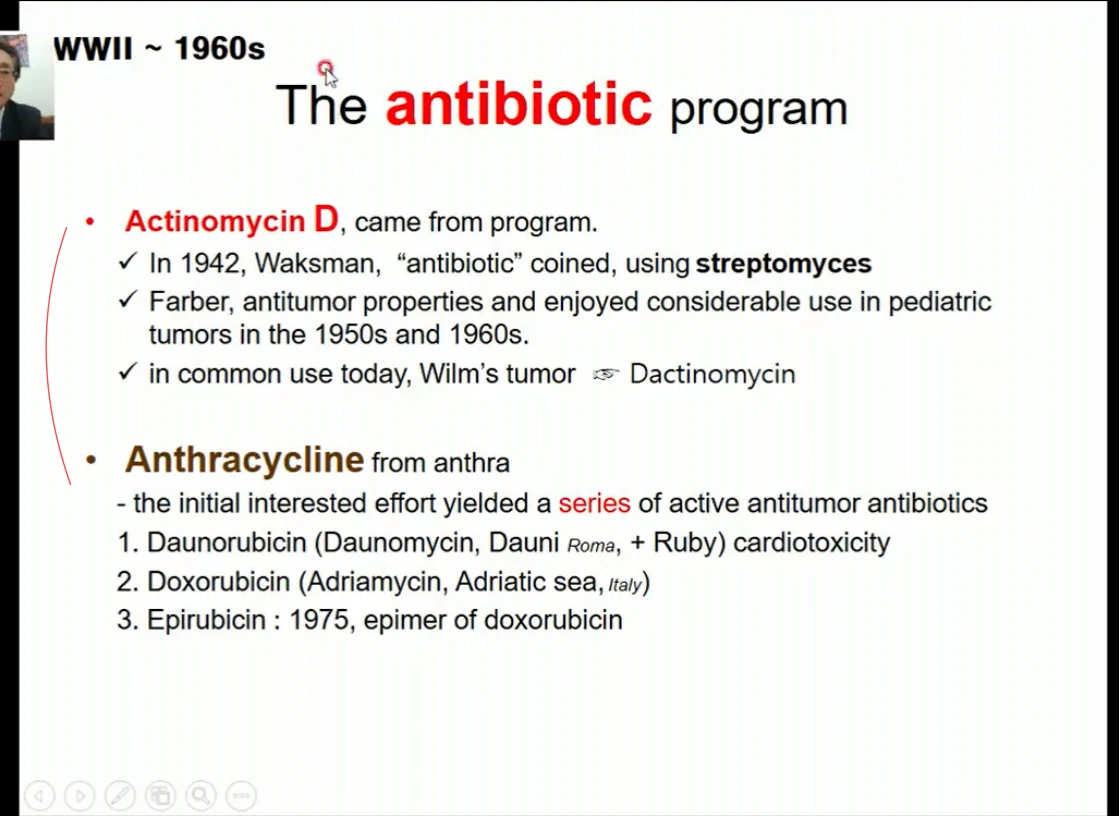 WWII ~ 1960s
The antibiotic program
• Actinomycin D, came from program.
✓ In 1942, Waksman, “antibiotic” coined, using streptomyces
✓ Farber, antitumor properties and enjoyed considerable use in pediatric
tumors in the 1950s and 1960s.
✓ in common use today, Wilm’s tumor ☞ Dactinomycin
• Anthracycline from anthra
- the initial interested effort yielded a series of active antitumor antibiotics
1. Daunorubicin (Daunomycin, Dauni Roma, + Ruby) cardiotoxicity
2. Doxorubicin (Adriamycin, Adriatic sea, Italy)
3. Epirubicin : 1975, epimer of doxorubicin